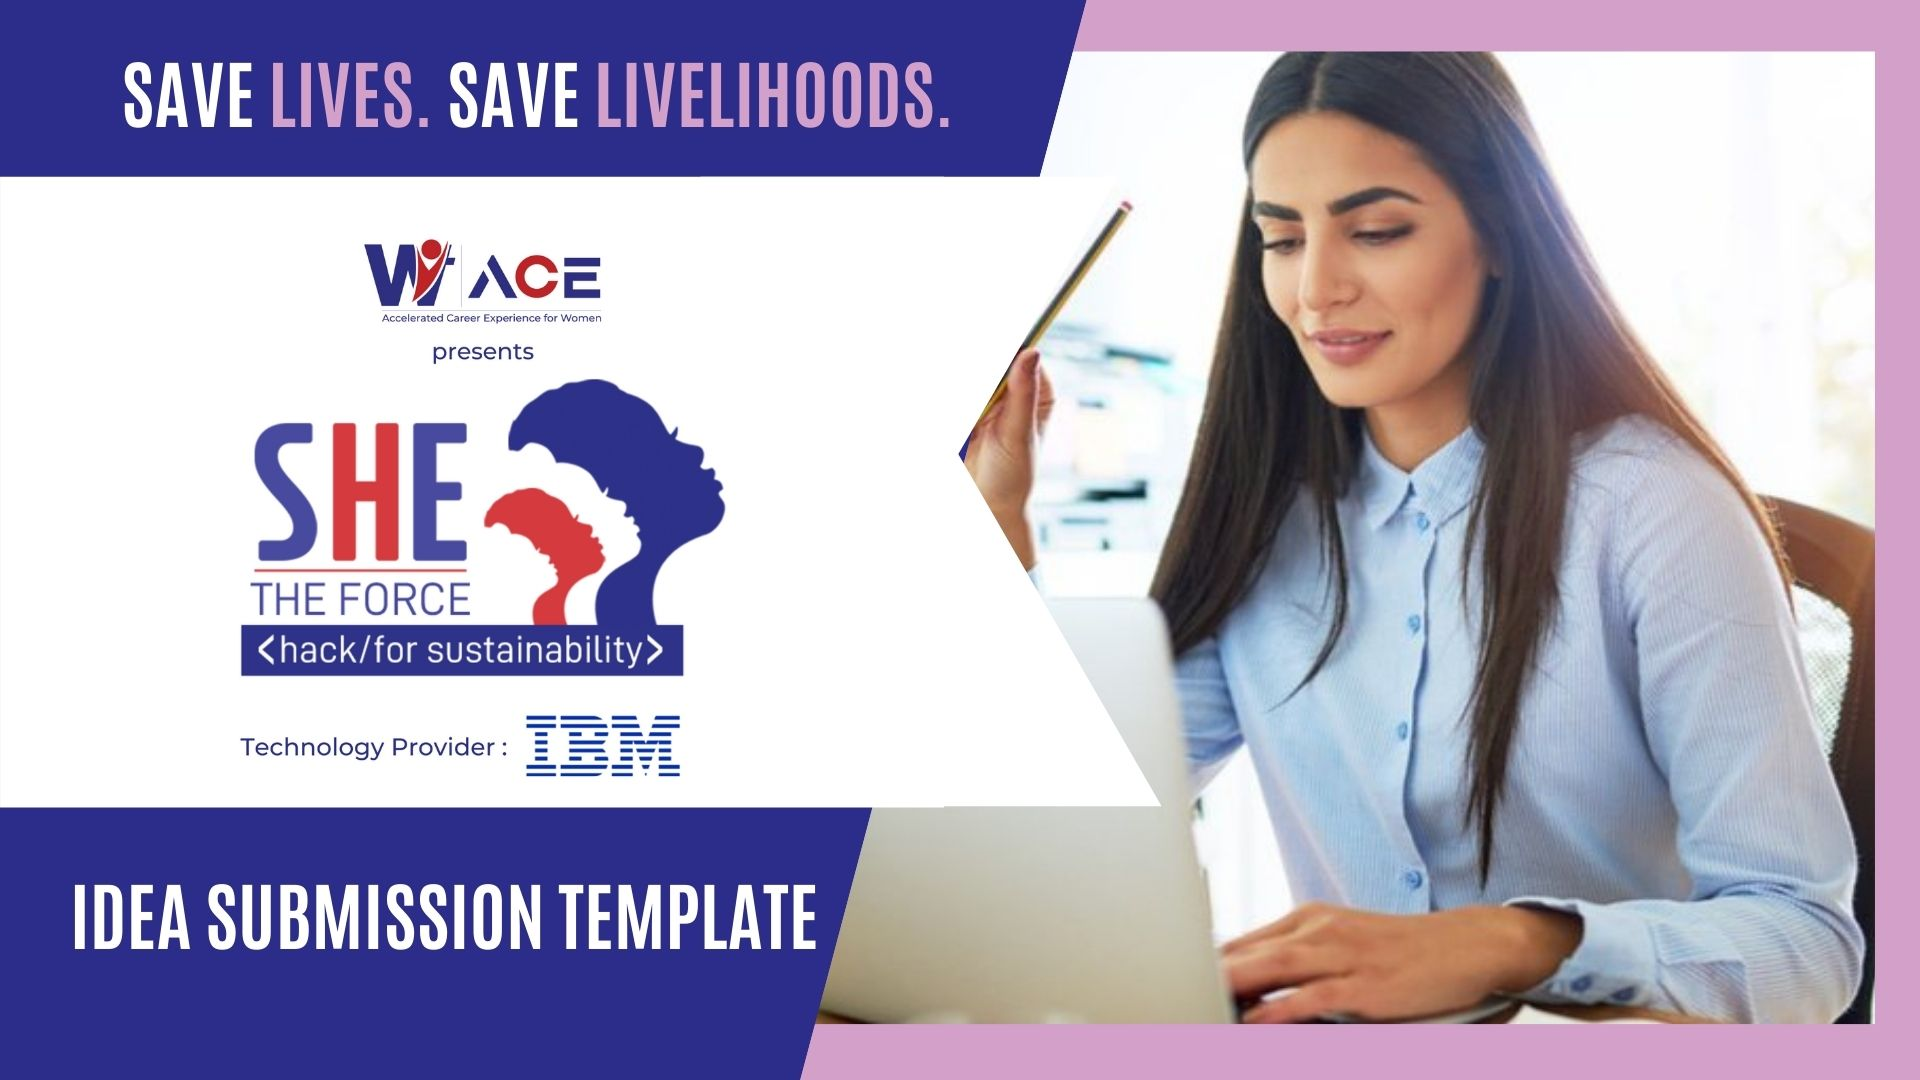 SAVE LIVES. SAVE LIVELIHOODS.
Wit ACE
Accelerated Career Experience for Women
presents
SHE
THE FORCE
<hack/for sustainability>
Technology Provider : IBM
IDEA SUBMISSION TEMPLATE